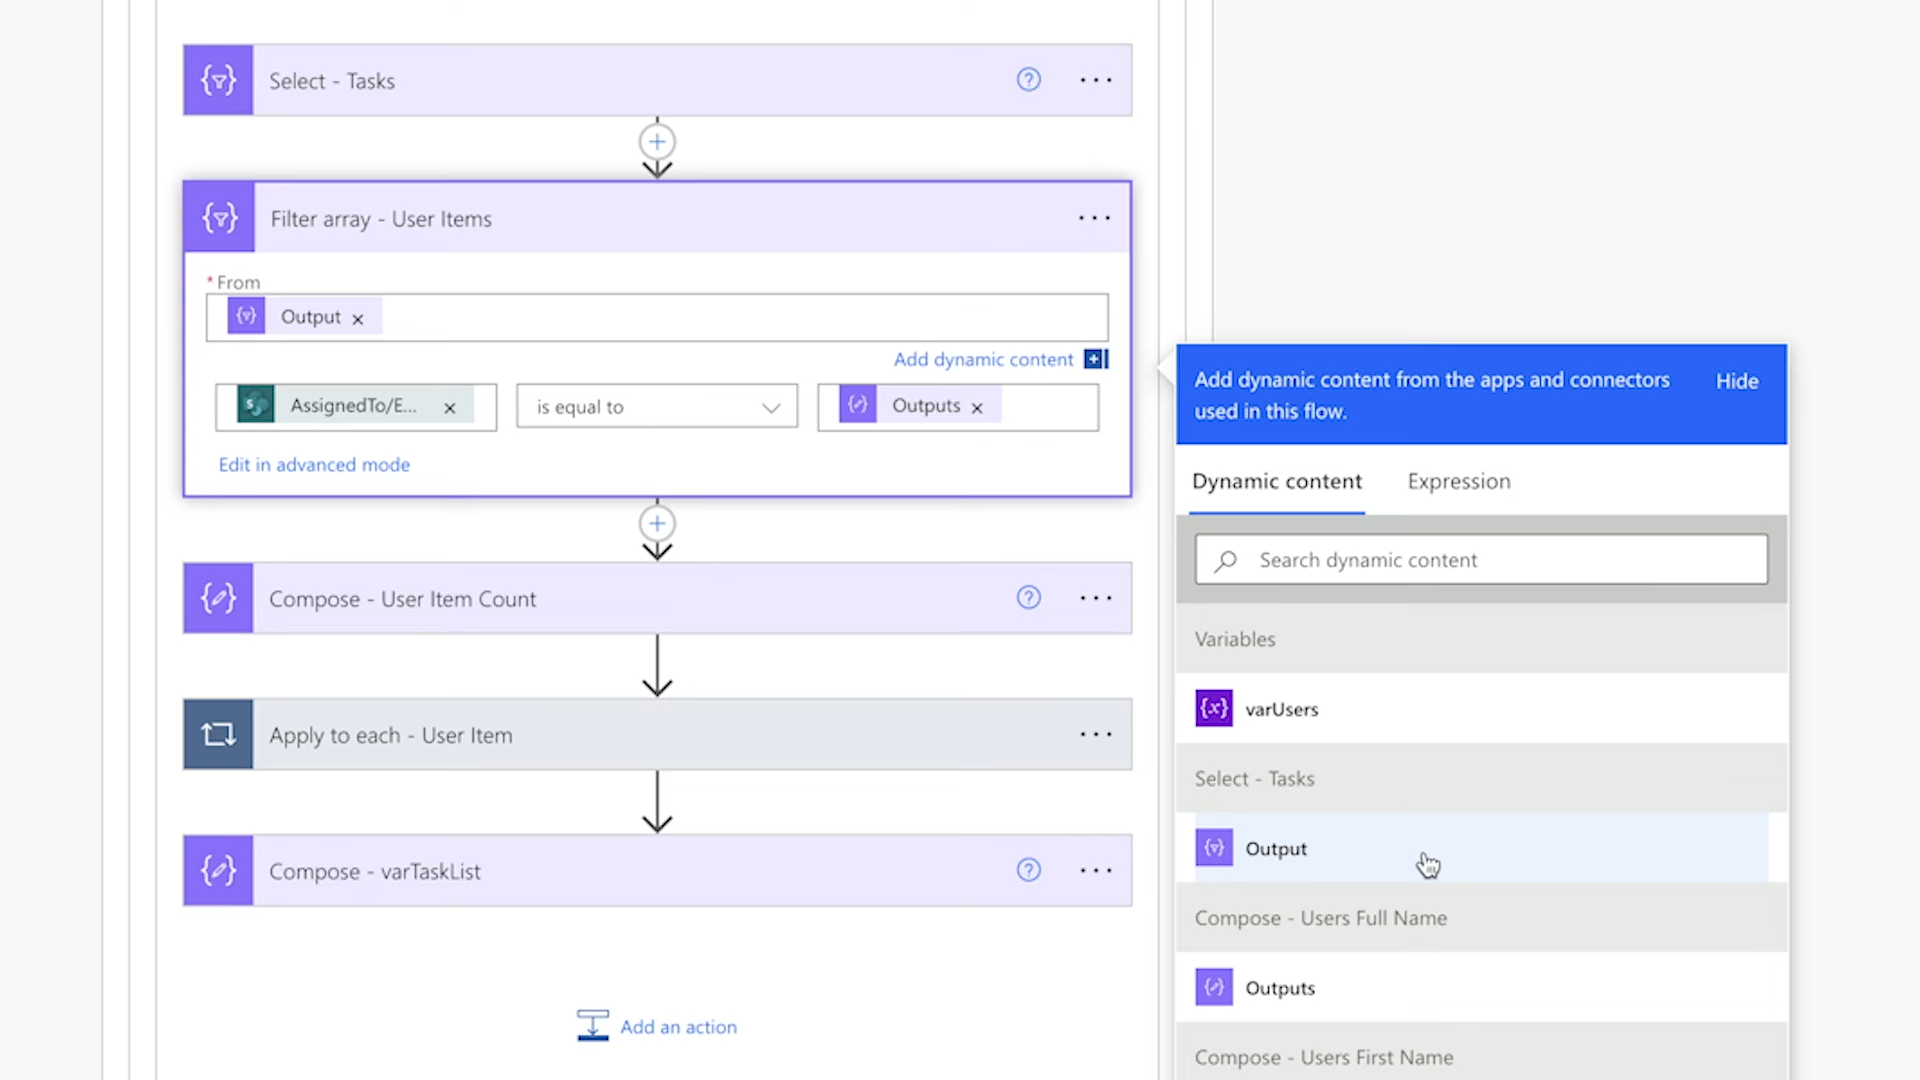 Select - Tasks
Filter array - User Items
* From
Output ×
Add dynamic content
AssignedTo/E... ×
is equal to
Outputs ×
Edit in advanced mode
Compose - User Item Count
Apply to each - User Item
Compose - varTaskList
Add an action
Add dynamic content from the apps and connectors
used in this flow.
Hide
Dynamic content
Expression
Search dynamic content
Variables
varUsers
Select - Tasks
Output
Compose - Users Full Name
Outputs
Compose - Users First Name